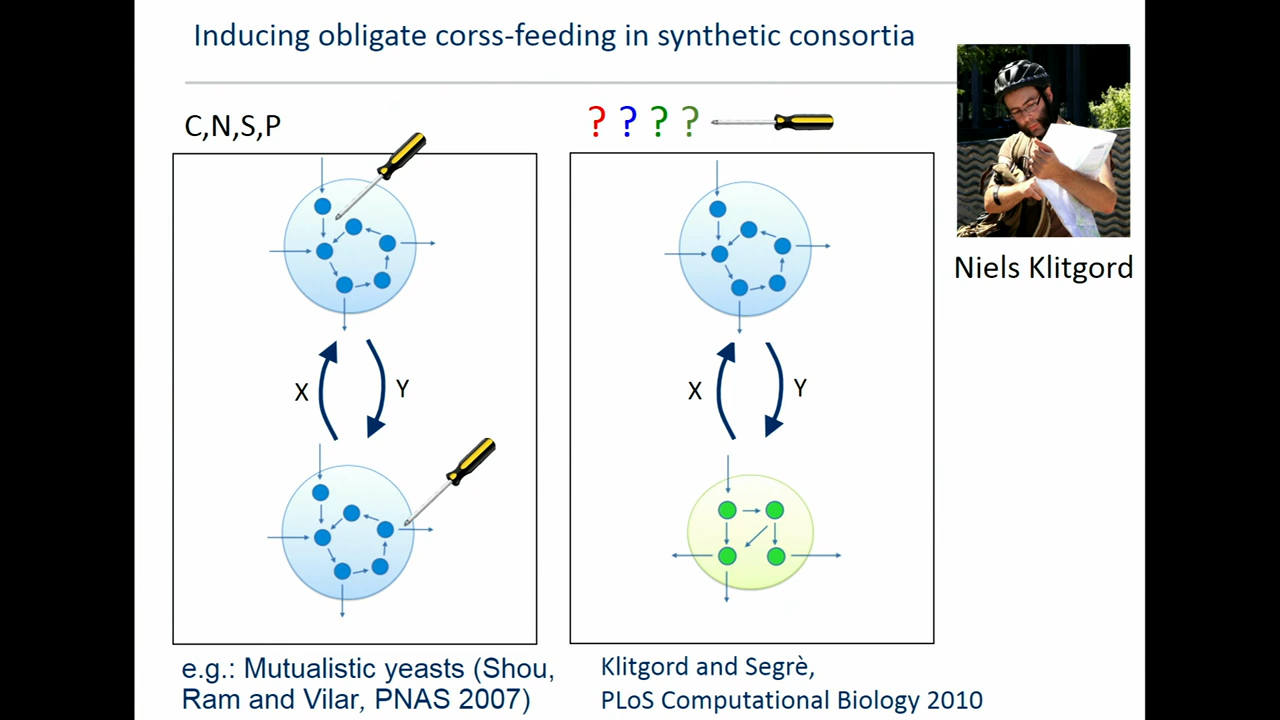 Inducing obligate corss-feeding in synthetic consortia
C,N,S,P
? ? ? ?
X
Y
X
Y
Niels Klitgord
e.g.: Mutualistic yeasts (Shou,
Ram and Vilar, PNAS 2007)
Klitgord and Segrè,
PLoS Computational Biology 2010